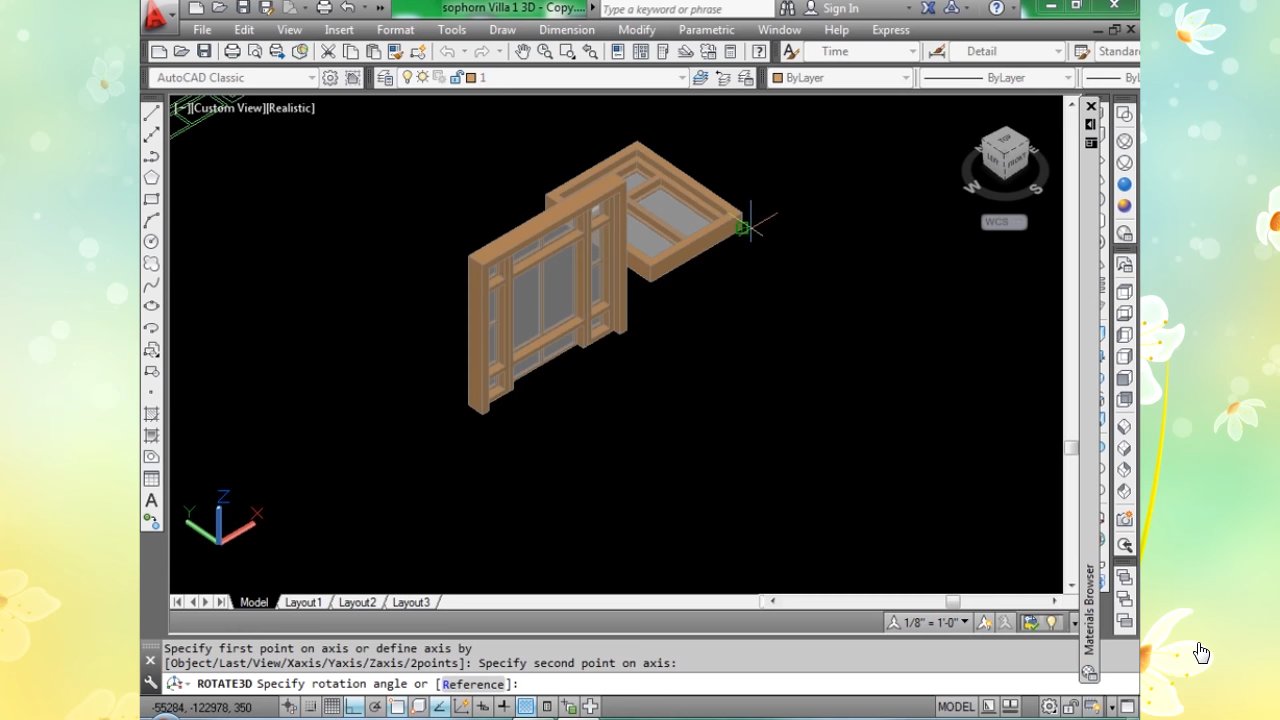 sophorn Villa 1 3D - Copy....
Type a keyword or phrase
Sign In
File Edit View Insert Format Tools Draw Dimension Modify Parametric Window Help Express
Time
Detail
Standard
AutoCAD Classic
1
ByLayer
ByLayer
[−][Custom View][Realistic]
TOP
LEFT
FRONT
W
S
WCS
Z
Y
X
Model Layout1 Layout2 Layout3
1/8" = 1'-0"
Materials Browser
Specify first point on axis or define axis by
[Object/Last/View/Xaxis/Yaxis/Zaxis/2points]: Specify second point on axis:
ROTATE3D Specify rotation angle or [Reference]:
-55284, -122978, 350
MODEL